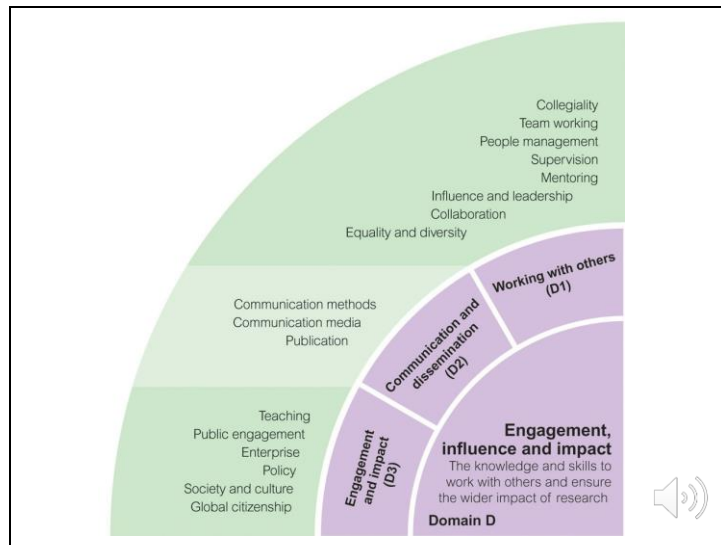 Collegiality
Team working
People management
Supervision
Mentoring
Influence and leadership
Collaboration
Equality and diversity
Working with others
(D1)
Communication methods
Communication media
Publication
Communication and
dissemination
(D2)
Teaching
Public engagement
Enterprise
Policy
Society and culture
Global citizenship
Engagement
and impact
(D3)
Engagement,
influence and impact
The knowledge and skills to
work with others and ensure
the wider impact of research
Domain D